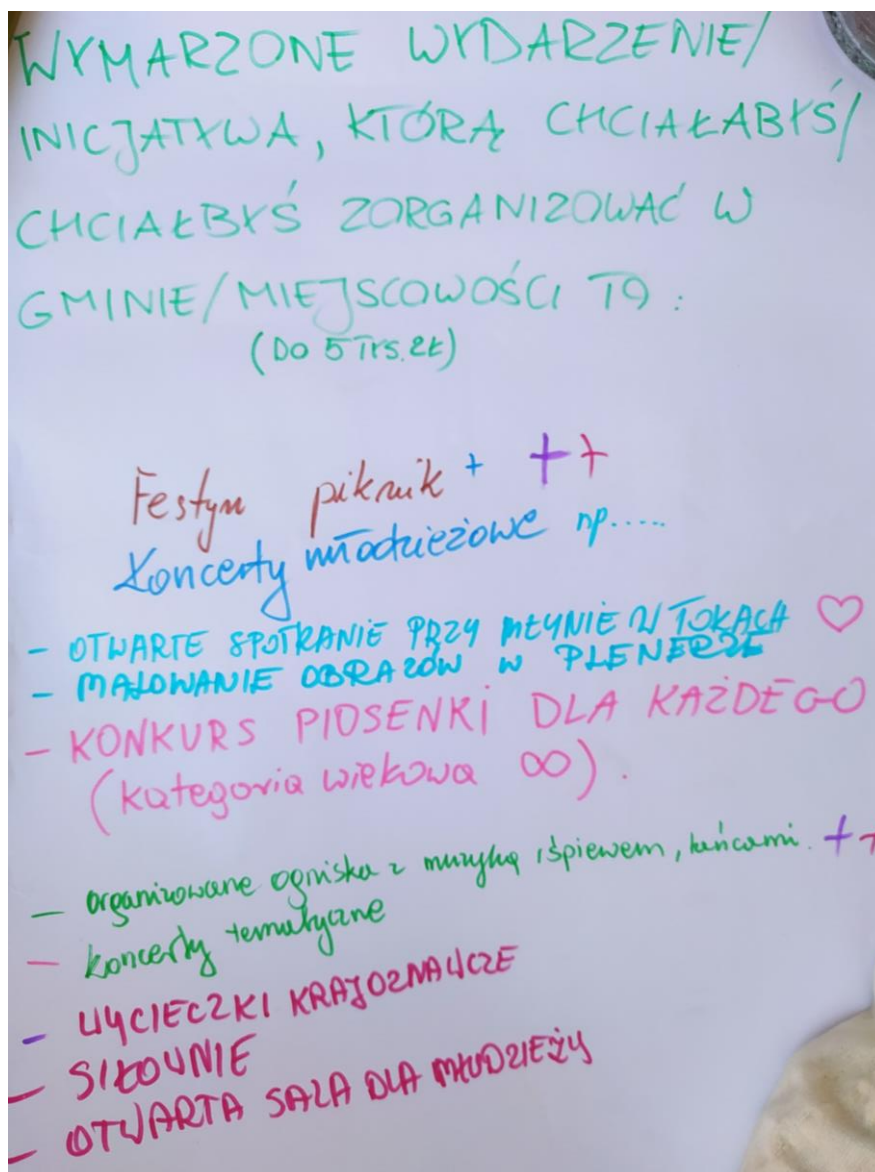 WYMARZONE WYDARZENIE/
INICJATYWA, KTÓRĄ CHCIAŁABYŚ/
CHCIAŁBYŚ ZORGANIZOWAĆ W
GMINIE/MIEJSCOWOŚCI TO:
(DO 5 TYS. ZŁ)
Festyn piknik + ++
Koncerty młodzieżowe np.....
- OTWARTE SPOTKANIE PRZY MŁYNIE W TOKACH ♡
- MALOWANIE OBRAZÓW W PLENERZE
- KONKURS PIOSENKI DLA KAŻDEGO
(kategoria wiekowa ∞).
- organizowane ogniska z muzyką i śpiewem, tańcami. ++
- koncerty tematyczne
- WYCIECZKI KRAJOZNAWCZE
- SIŁOWNIE
- OTWARTA SALA DLA MŁODZIEŻY